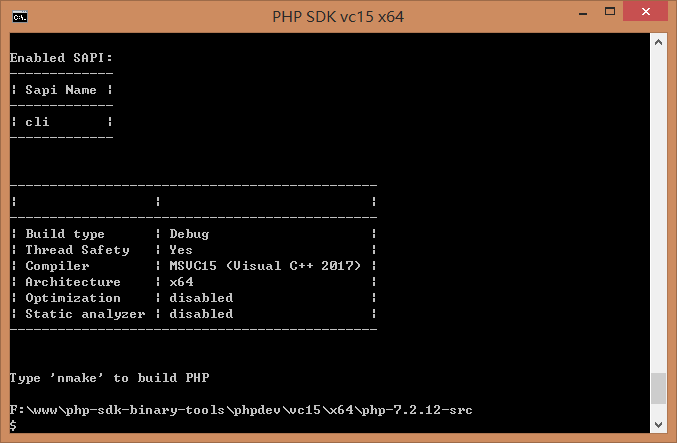 PHP SDK vc15 x64
C:\.
Enabled SAPI:
-------------
| Sapi Name |
-------------
| cli       |
-------------
----------------------------------------------
|                 |                          |
----------------------------------------------
| Build type      | Debug                    |
| Thread Safety   | Yes                      |
| Compiler        | MSVC15 (Visual C++ 2017) |
| Architecture    | x64                      |
| Optimization    | disabled                 |
| Static analyzer | disabled                 |
----------------------------------------------
Type 'nmake' to build PHP
F:\www\php-sdk-binary-tools\phpdev\vc15\x64\php-7.2.12-src
$